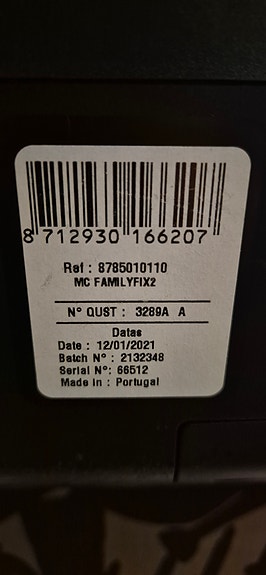 8 712930 166207
Ref : 8785010110
MC FAMILYFIX2
N° QUST : 3289A A
Datas
Date : 12/01/2021
Batch N° : 2132348
Serial N°: 66512
Made in : Portugal